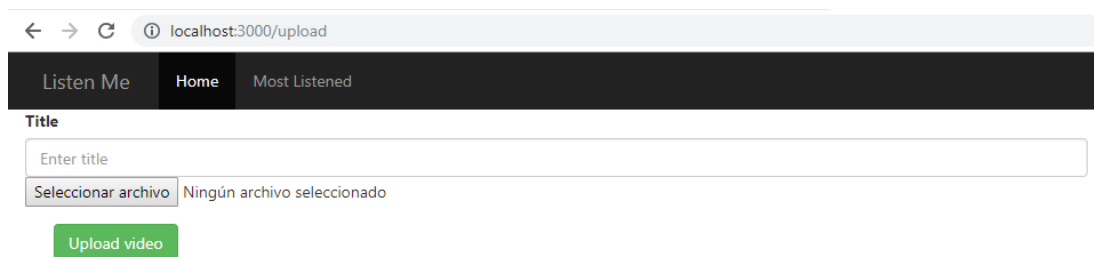 localhost:3000/upload
Listen Me Home Most Listened
Title
Enter title
Seleccionar archivo Ningún archivo seleccionado
Upload video